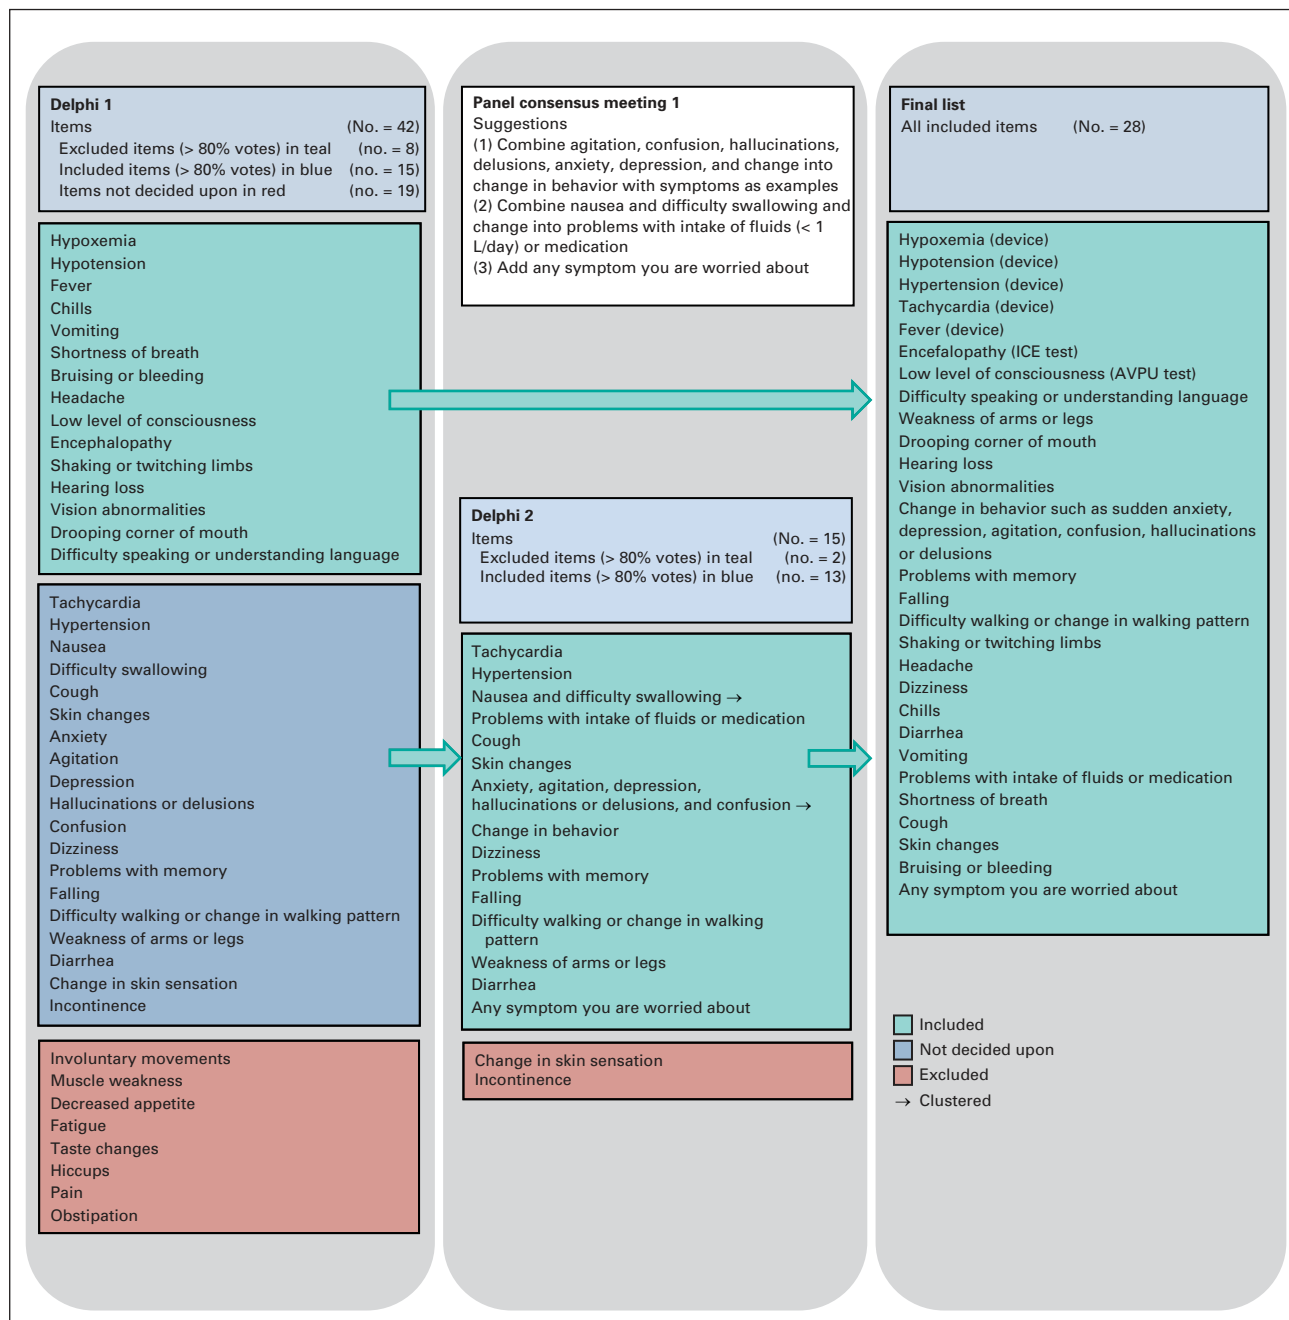 Delphi 1
Items (No. = 42)
Excluded items (> 80% votes) in teal (no. = 8)
Included items (> 80% votes) in blue (no. = 15)
Items not decided upon in red (no. = 19)
Hypoxemia
Hypotension
Fever
Chills
Vomiting
Shortness of breath
Bruising or bleeding
Headache
Low level of consciousness
Encephalopathy
Shaking or twitching limbs
Hearing loss
Vision abnormalities
Drooping corner of mouth
Difficulty speaking or understanding language
Tachycardia
Hypertension
Nausea
Difficulty swallowing
Cough
Skin changes
Anxiety
Agitation
Depression
Hallucinations or delusions
Confusion
Dizziness
Problems with memory
Falling
Difficulty walking or change in walking pattern
Weakness of arms or legs
Diarrhea
Change in skin sensation
Incontinence
Involuntary movements
Muscle weakness
Decreased appetite
Fatigue
Taste changes
Hiccups
Pain
Obstipation
Panel consensus meeting 1
Suggestions
(1) Combine agitation, confusion, hallucinations,
delusions, anxiety, depression, and change into
change in behavior with symptoms as examples
(2) Combine nausea and difficulty swallowing and
change into problems with intake of fluids (< 1
L/day) or medication
(3) Add any symptom you are worried about
Delphi 2
Items (No. = 15)
Excluded items (> 80% votes) in teal (no. = 2)
Included items (> 80% votes) in blue (no. = 13)
Tachycardia
Hypertension
Nausea and difficulty swallowing →
Problems with intake of fluids or medication
Cough
Skin changes
Anxiety, agitation, depression,
hallucinations or delusions, and confusion →
Change in behavior
Dizziness
Problems with memory
Falling
Difficulty walking or change in walking
pattern
Weakness of arms or legs
Diarrhea
Any symptom you are worried about
Change in skin sensation
Incontinence
Final list
All included items (No. = 28)
Hypoxemia (device)
Hypotension (device)
Hypertension (device)
Tachycardia (device)
Fever (device)
Encefalopathy (ICE test)
Low level of consciousness (AVPU test)
Difficulty speaking or understanding language
Weakness of arms or legs
Drooping corner of mouth
Hearing loss
Vision abnormalities
Change in behavior such as sudden anxiety,
depression, agitation, confusion, hallucinations
or delusions
Problems with memory
Falling
Difficulty walking or change in walking pattern
Shaking or twitching limbs
Headache
Dizziness
Chills
Diarrhea
Vomiting
Problems with intake of fluids or medication
Shortness of breath
Cough
Skin changes
Bruising or bleeding
Any symptom you are worried about
Included
Not decided upon
Excluded
→ Clustered